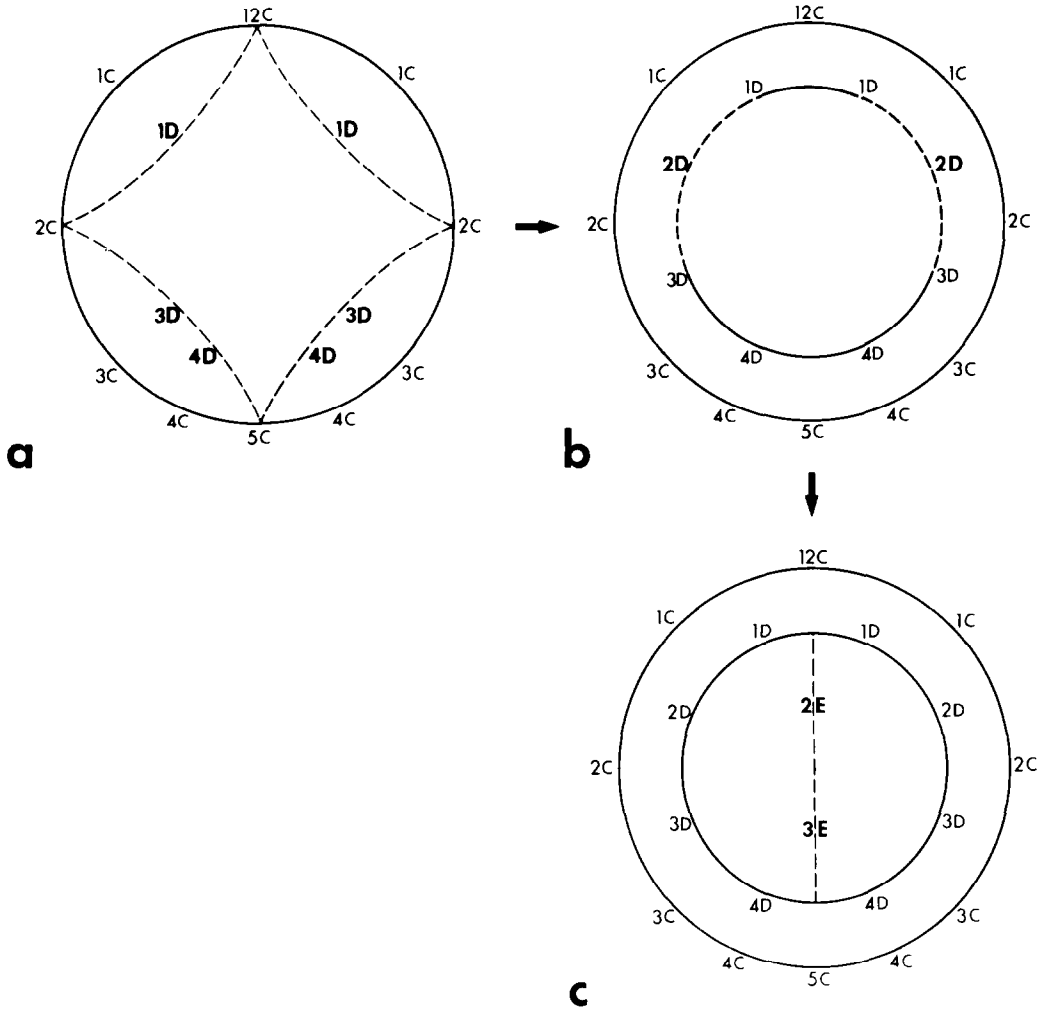 12C
1C 1C
1D 1D
2C 2C
3D 3D
4D 4D
3C 3C
4C 4C
5C
a
12C
1C 1C
1D 1D
2D 2D
2C 2C
3D 3D
4D 4D
3C 3C
4C 4C
5C
b
12C
1C 1C
1D 1D
2E
2D 2D
2C 2C
3D 3E 3D
4D 4D
3C 3C
4C 4C
5C
c